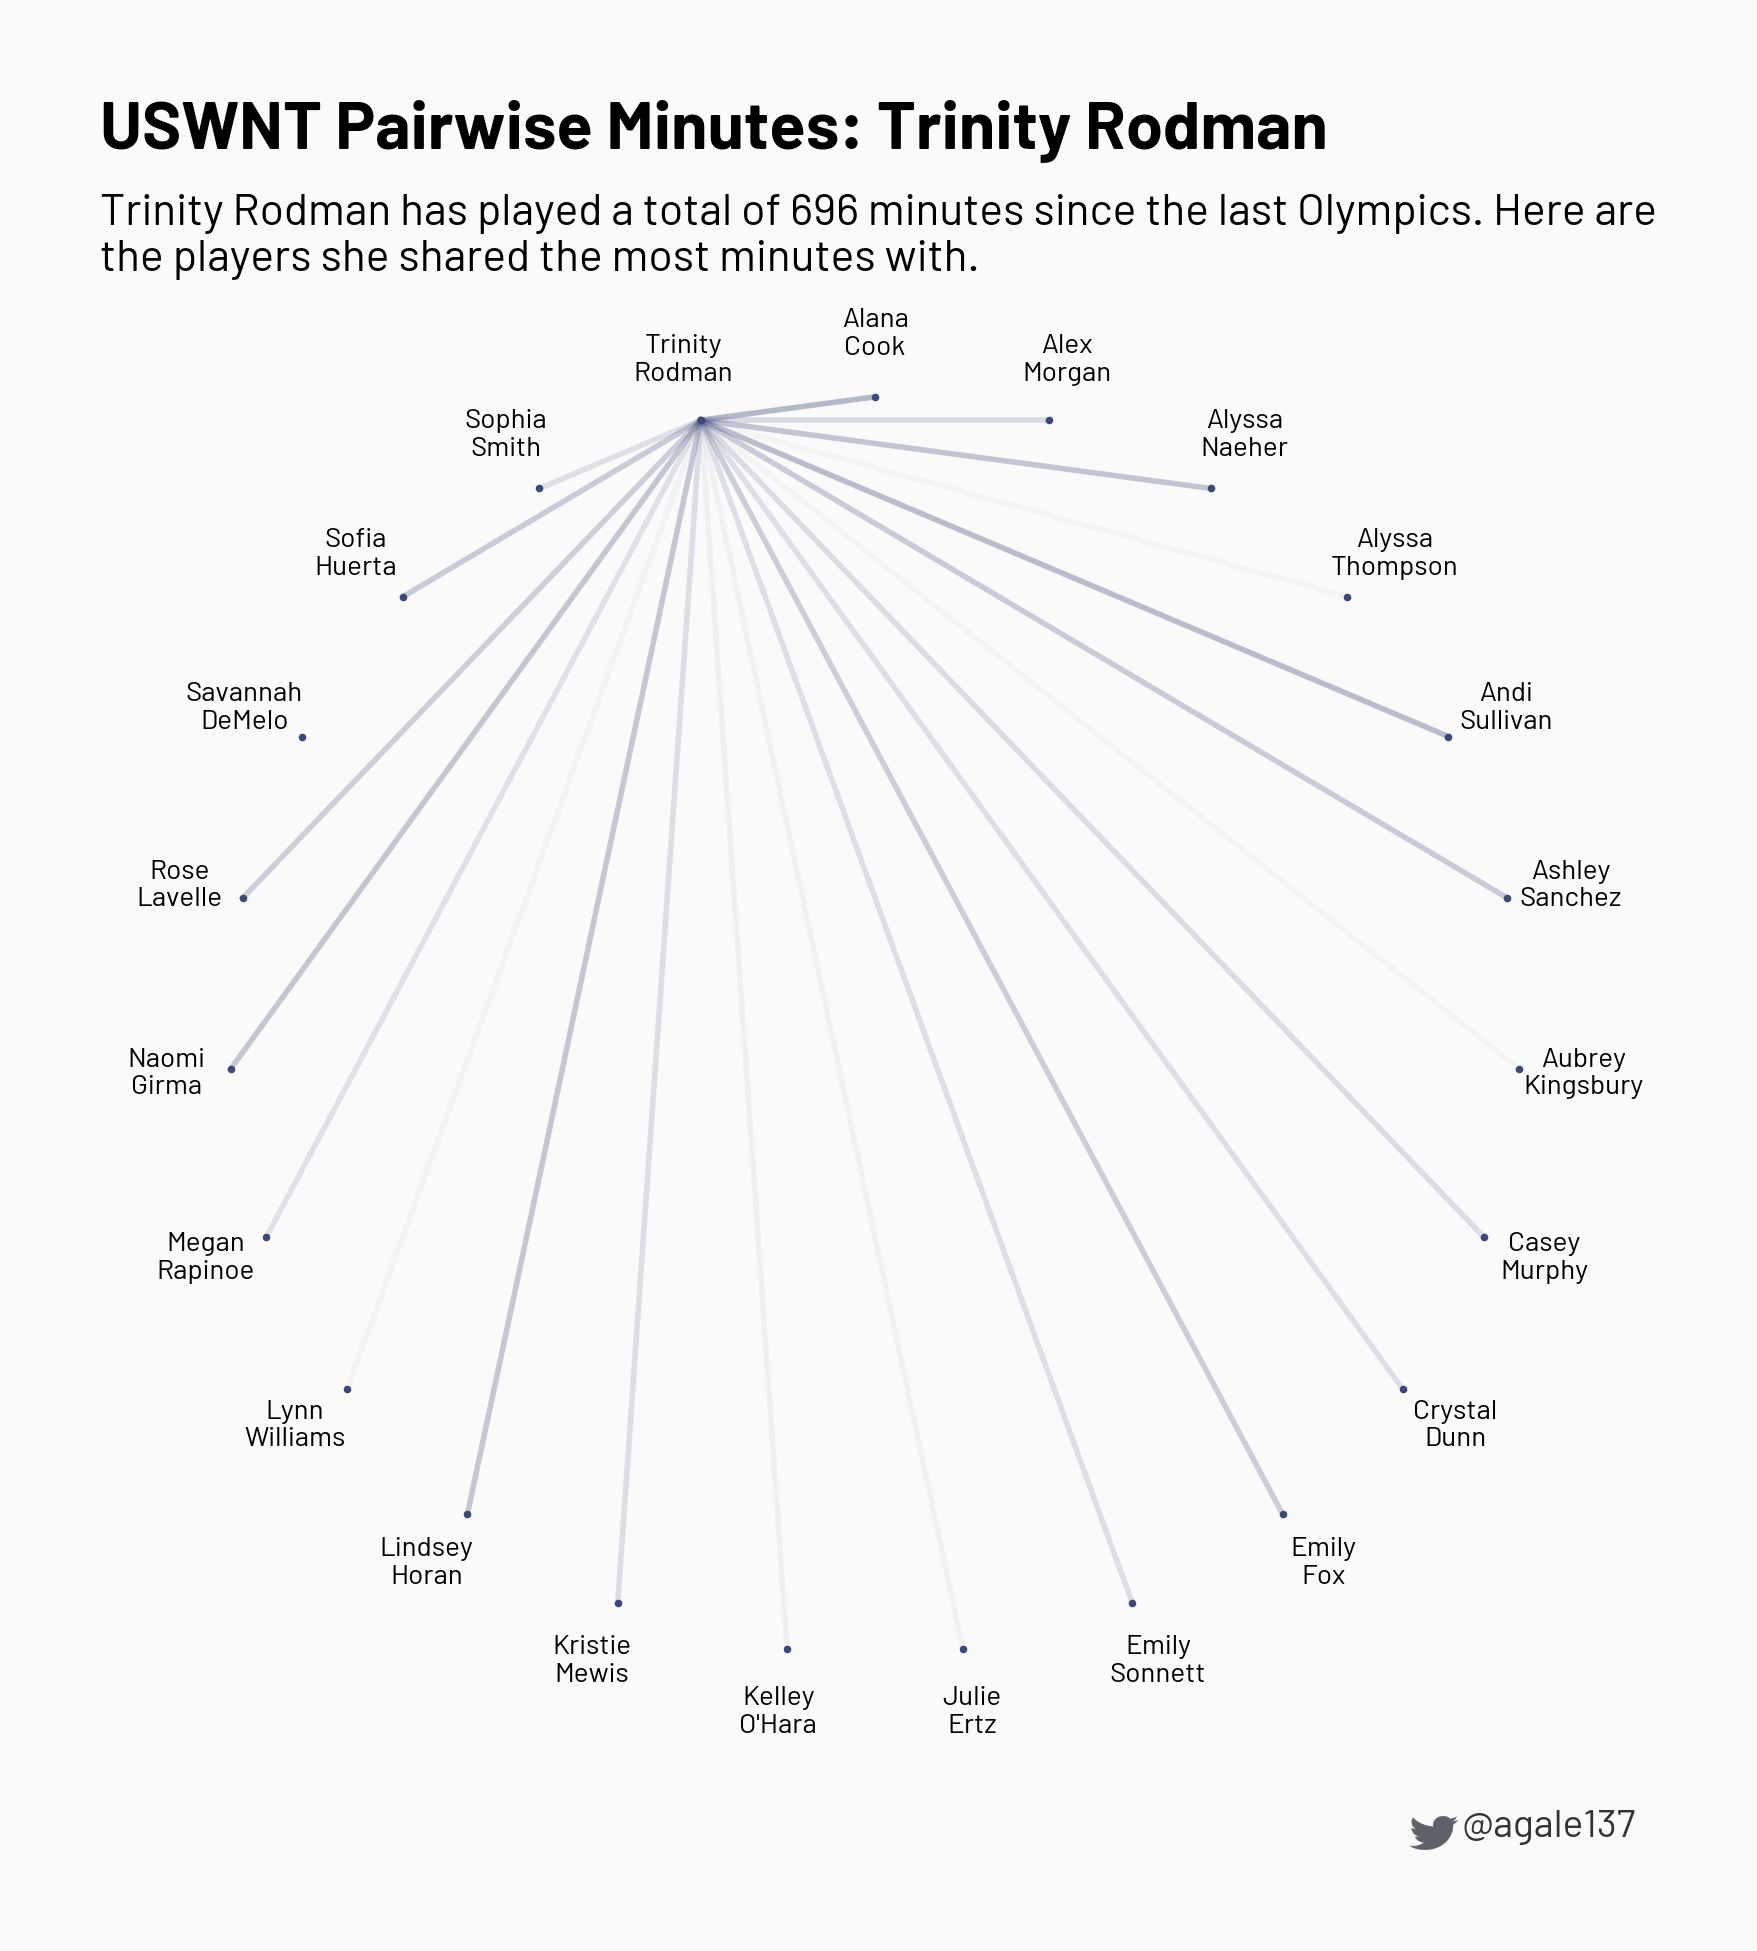 USWNT Pairwise Minutes: Trinity Rodman
Trinity Rodman has played a total of 696 minutes since the last Olympics. Here are
the players she shared the most minutes with.
Alana
Cook
Trinity
Rodman
Alex
Morgan
Sophia
Smith
Alyssa
Naeher
Sofia
Huerta
Alyssa
Thompson
Savannah
DeMelo
Andi
Sullivan
Rose
Lavelle
Ashley
Sanchez
Naomi
Girma
Aubrey
Kingsbury
Megan
Rapinoe
Casey
Murphy
Lynn
Williams
Crystal
Dunn
Lindsey
Horan
Emily
Fox
Kristie
Mewis
Emily
Sonnett
Kelley
O'Hara
Julie
Ertz
@agale137